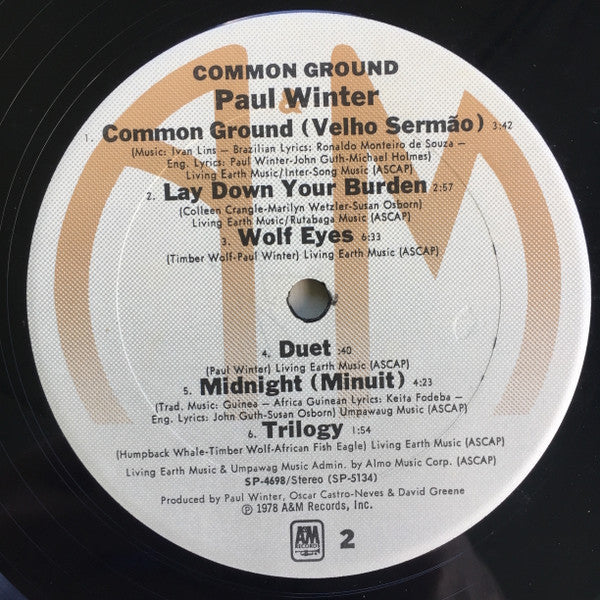 COMMON GROUND
Paul Winter
1. Common Ground (Velho Sermão) 3:42
(Music: Ivan Lins – Brazilian Lyrics: Ronaldo Monteiro de Souza –
Eng. Lyrics: Paul Winter-John Guth-Michael Holmes)
Living Earth Music/Inter-Song Music (ASCAP)
2. Lay Down Your Burden 2:57
(Colleen Crangle-Marilyn Wetzler-Susan Osborn)
Living Earth Music/Rutabaga Music (ASCAP)
3. Wolf Eyes 6:33
(Timber Wolf-Paul Winter) Living Earth Music (ASCAP)
4. Duet :40
(Paul Winter) Living Earth Music (ASCAP)
5. Midnight (Minuit) 4:23
(Trad. Music: Guinea – Africa Guinean Lyrics: Keita Fodeba –
Eng. Lyrics: John Guth-Susan Osborn) Umpawaug Music (ASCAP)
6. Trilogy 1:54
(Humpback Whale-Timber Wolf-African Fish Eagle) Living Earth Music (ASCAP)
Living Earth Music & Umpawag Music Admin. by Almo Music Corp. (ASCAP)
SP-4698/Stereo (SP-5134)
Produced by Paul Winter, Oscar Castro-Neves & David Greene
℗ 1978 A&M Records, Inc.
A&M RECORDS 2
A&M